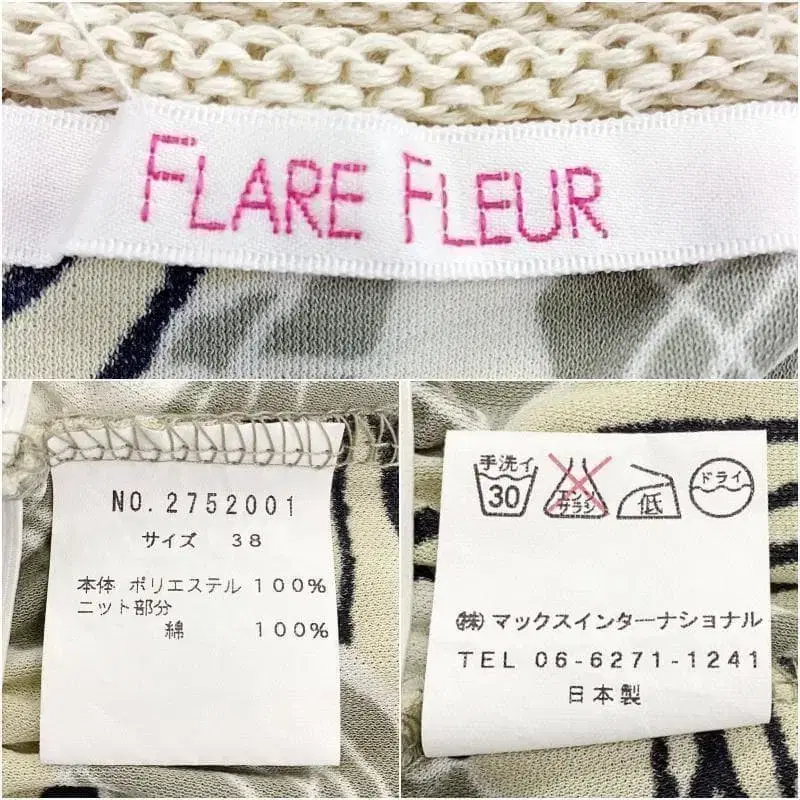 FLARE FLEUR
NO.2752001
サイズ 38
本体 ポリエステル 100%
ニット部分
綿 100%
手洗イ
30
エンソ
サラシ
低
ドライ
㈱マックスインターナショナル
TEL 06-6271-1241
日本製